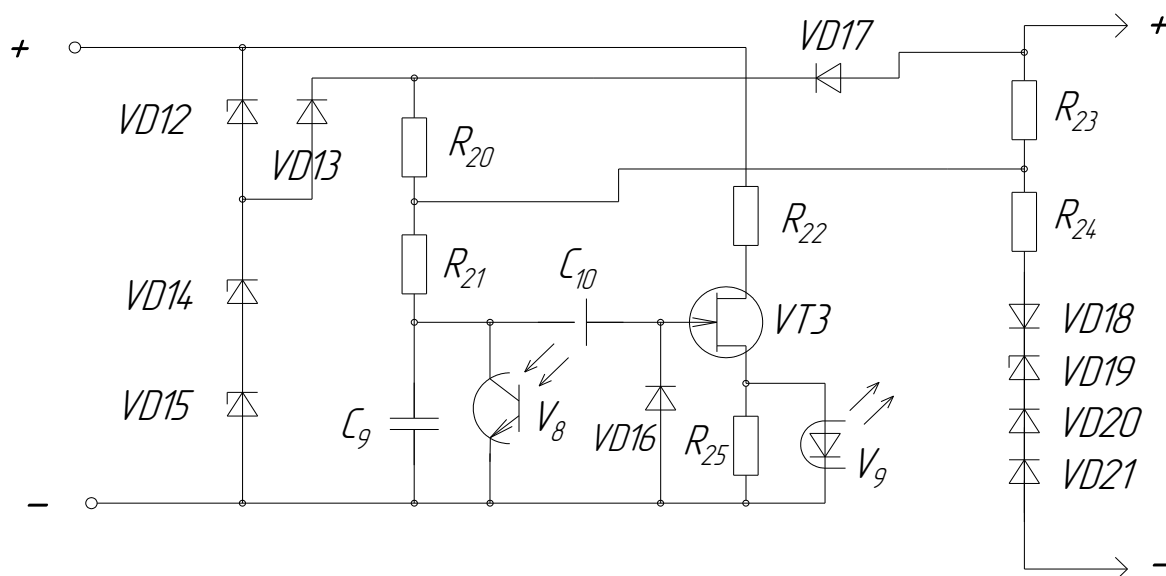 +
VD17
+
VD12
VD13
R20
R23
R22
R24
VD14
R21
C10
VT3
VD18
VD15
C9
V8
VD16
R25
V9
VD19
VD20
VD21
-
-